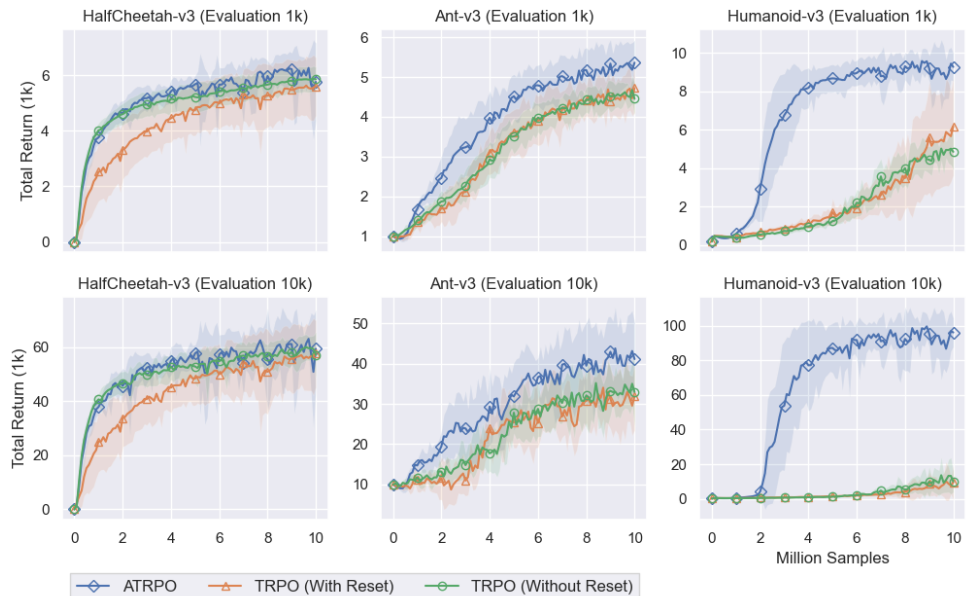 HalfCheetah-v3 (Evaluation 1k)
Ant-v3 (Evaluation 1k)
Humanoid-v3 (Evaluation 1k)
Total Return (1k)
6
4
2
0
6
5
4
3
2
1
10
8
6
4
2
0
HalfCheetah-v3 (Evaluation 10k)
Ant-v3 (Evaluation 10k)
Humanoid-v3 (Evaluation 10k)
Total Return (1k)
60
40
20
0
50
40
30
20
10
100
80
60
40
20
0
0 2 4 6 8 10
0 2 4 6 8 10
0 2 4 6 8 10
Million Samples
ATRPO TRPO (With Reset) TRPO (Without Reset)